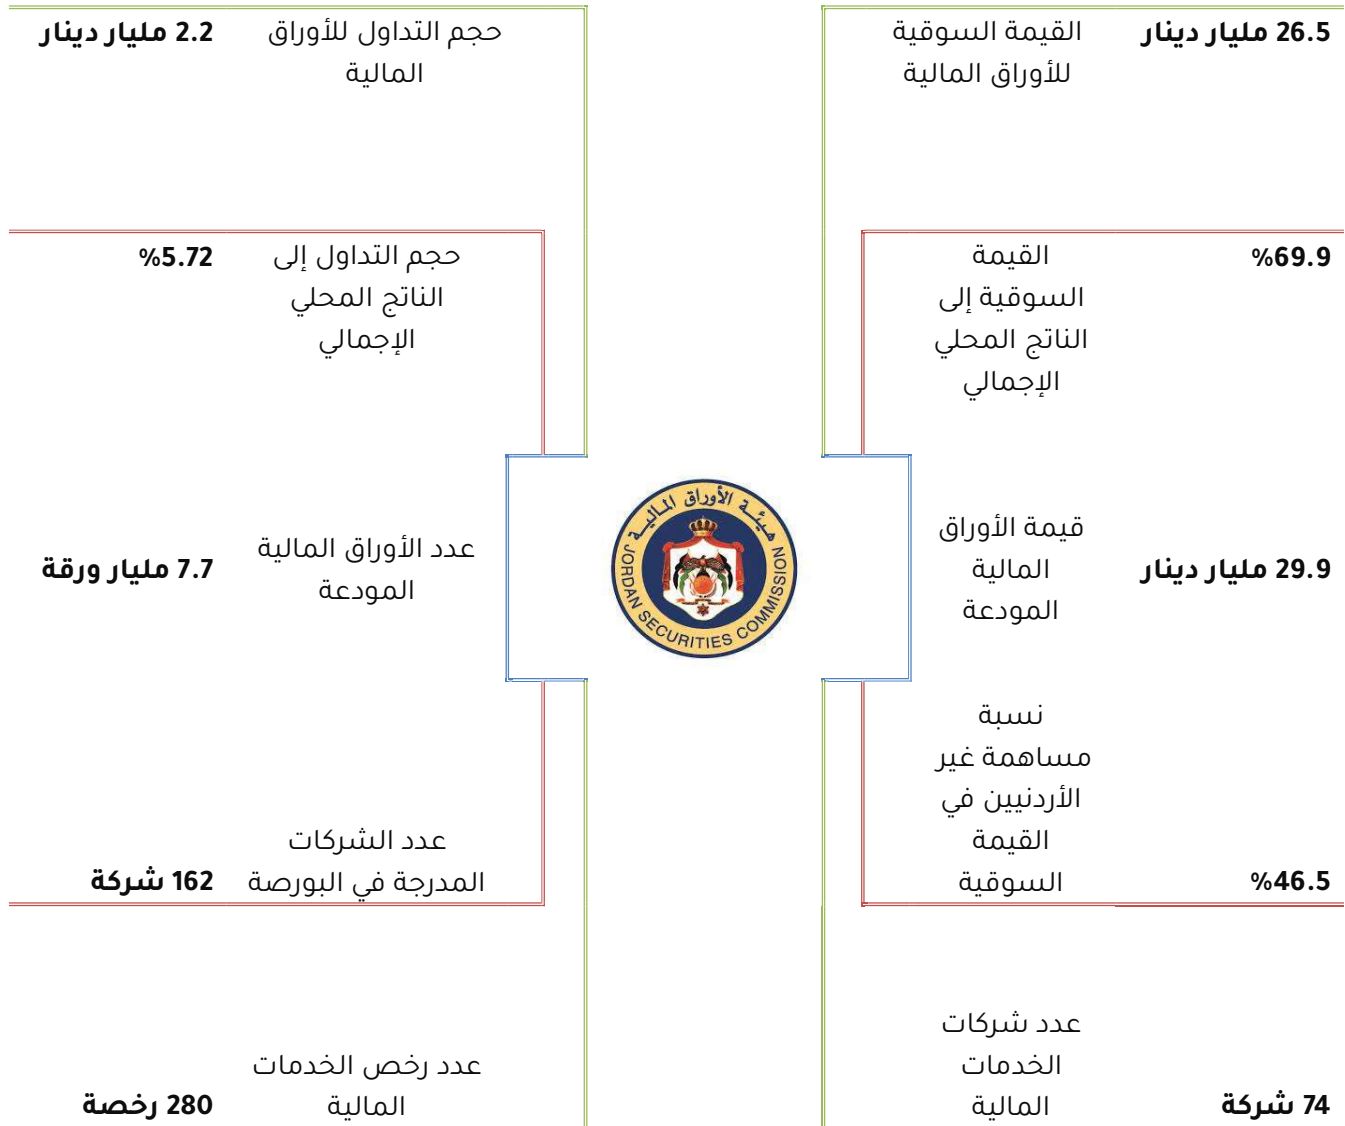 26.5 مليار دينار
القيمة السوقية
للأوراق المالية
حجم التداول للأوراق
المالية
2.2 مليار دينار
%69.9
القيمة
السوقية إلى
الناتج المحلي
الإجمالي
حجم التداول إلى
الناتج المحلي
الإجمالي
%5.72
29.9 مليار دينار
قيمة الأوراق
المالية
المودعة
هيئة الأوراق المالية
JORDAN SECURITIES COMMISSION
عدد الأوراق المالية
المودعة
7.7 مليار ورقة
نسبة
مساهمة غير
الأردنيين في
القيمة
السوقية
%46.5
عدد الشركات
المدرجة في البورصة
162 شركة
عدد شركات
الخدمات
المالية
74 شركة
عدد رخص الخدمات
المالية
280 رخصة